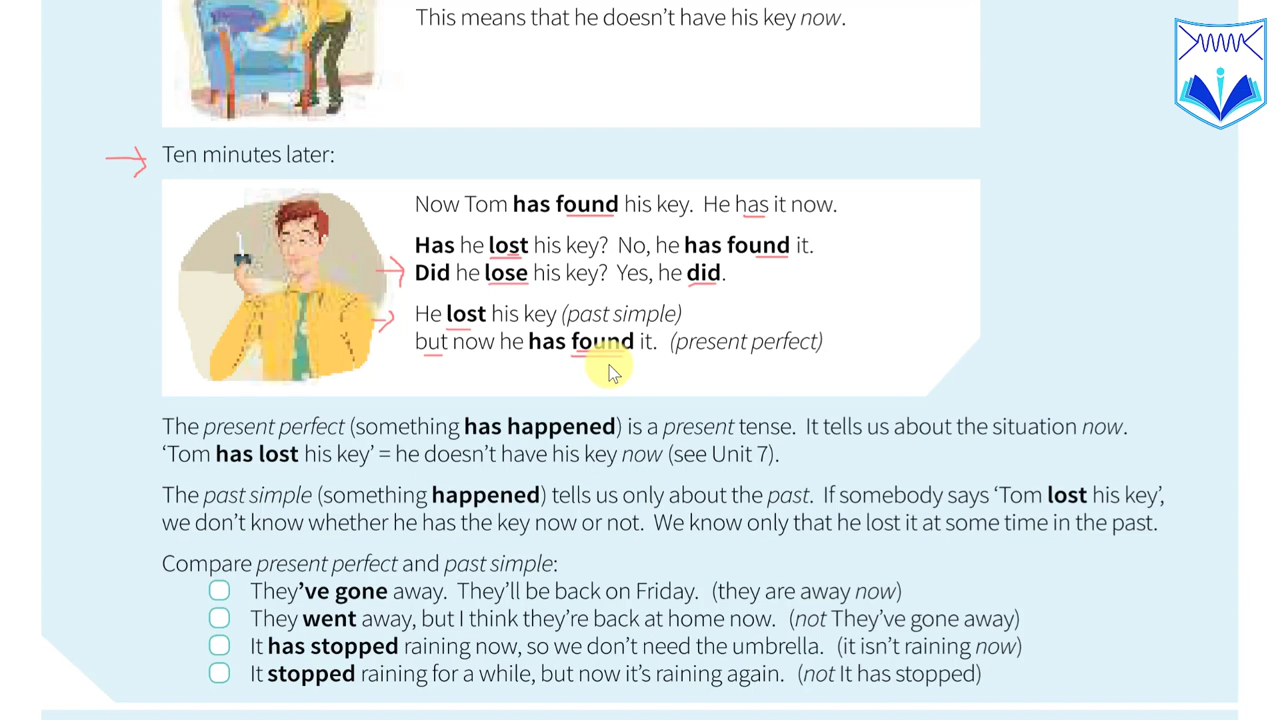 This means that he doesn’t have his key now.
Ten minutes later:
Now Tom has found his key. He has it now.
Has he lost his key? No, he has found it.
Did he lose his key? Yes, he did.
He lost his key (past simple)
but now he has found it. (present perfect)
The present perfect (something has happened) is a present tense. It tells us about the situation now.
‘Tom has lost his key’ = he doesn’t have his key now (see Unit 7).
The past simple (something happened) tells us only about the past. If somebody says ‘Tom lost his key’,
we don’t know whether he has the key now or not. We know only that he lost it at some time in the past.
Compare present perfect and past simple:
They’ve gone away. They’ll be back on Friday. (they are away now)
They went away, but I think they’re back at home now. (not They’ve gone away)
It has stopped raining now, so we don’t need the umbrella. (it isn’t raining now)
It stopped raining for a while, but now it’s raining again. (not It has stopped)